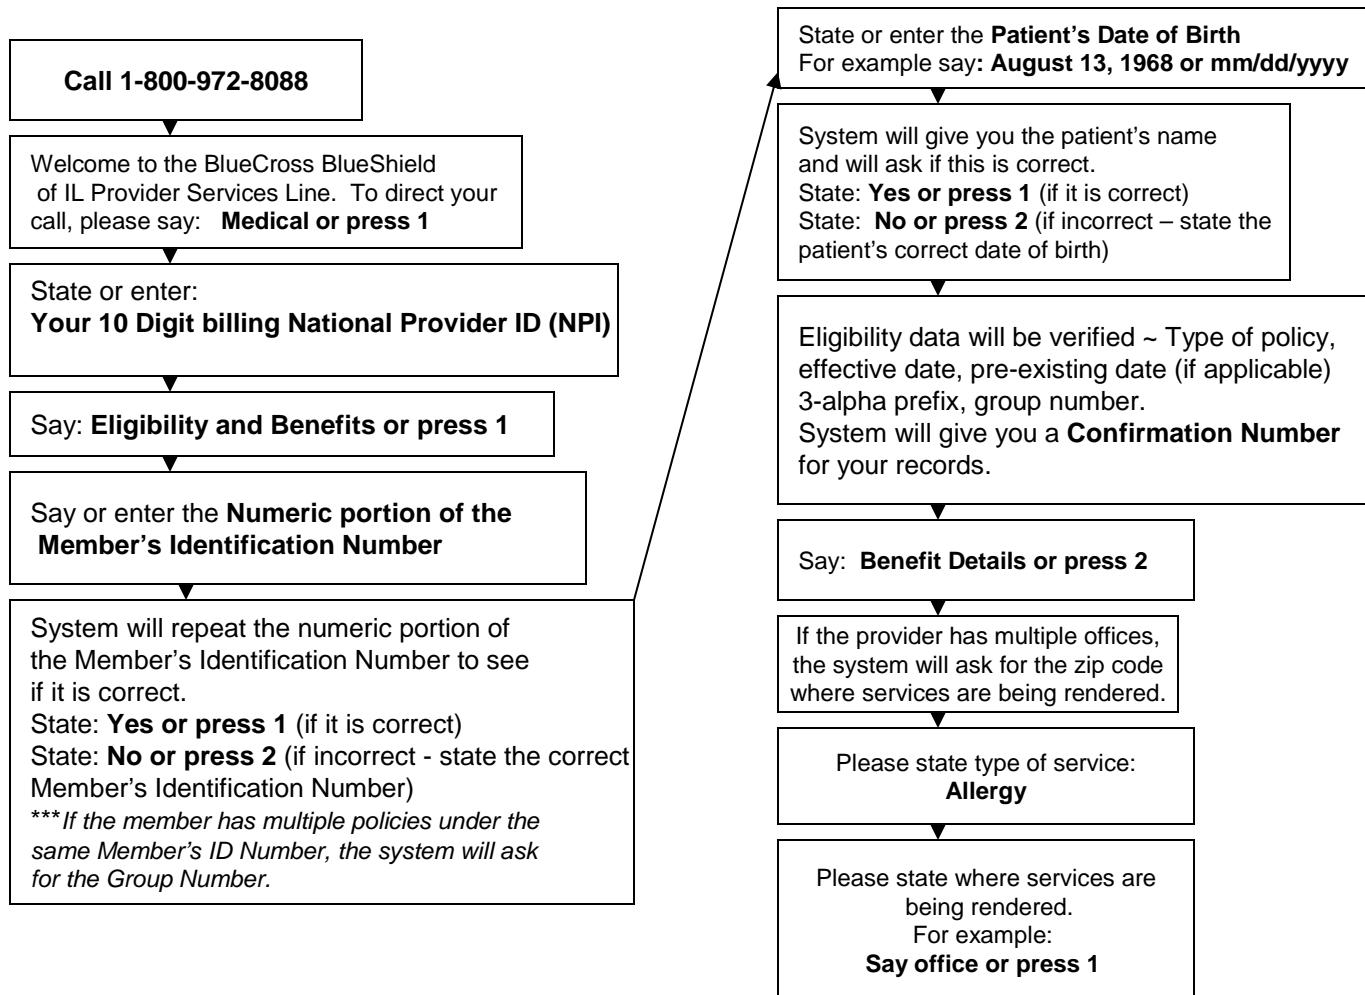 Call 1-800-972-8088
Welcome to the BlueCross BlueShield
of IL Provider Services Line.  To direct your
call, please say:   Medical or press 1
State or enter:
Your 10 Digit billing National Provider ID (NPI)
Say: Eligibility and Benefits or press 1
Say or enter the Numeric portion of the
Member’s Identification Number
System will repeat the numeric portion of
the Member’s Identification Number to see
if it is correct.
State: Yes or press 1 (if it is correct)
State: No or press 2 (if incorrect - state the correct
Member’s Identification Number)
***If the member has multiple policies under the
same Member’s ID Number, the system will ask
for the Group Number.
State or enter the Patient’s Date of Birth
For example say: August 13, 1968 or mm/dd/yyyy
System will give you the patient’s name
and will ask if this is correct.
State: Yes or press 1 (if it is correct)
State:  No or press 2 (if incorrect – state the
patient’s correct date of birth)
Eligibility data will be verified ~ Type of policy,
effective date, pre-existing date (if applicable)
3-alpha prefix, group number.
System will give you a Confirmation Number
for your records.
Say:  Benefit Details or press 2
If the provider has multiple offices,
the system will ask for the zip code
where services are being rendered.
Please state type of service:
Allergy
Please state where services are
being rendered.
For example:
Say office or press 1